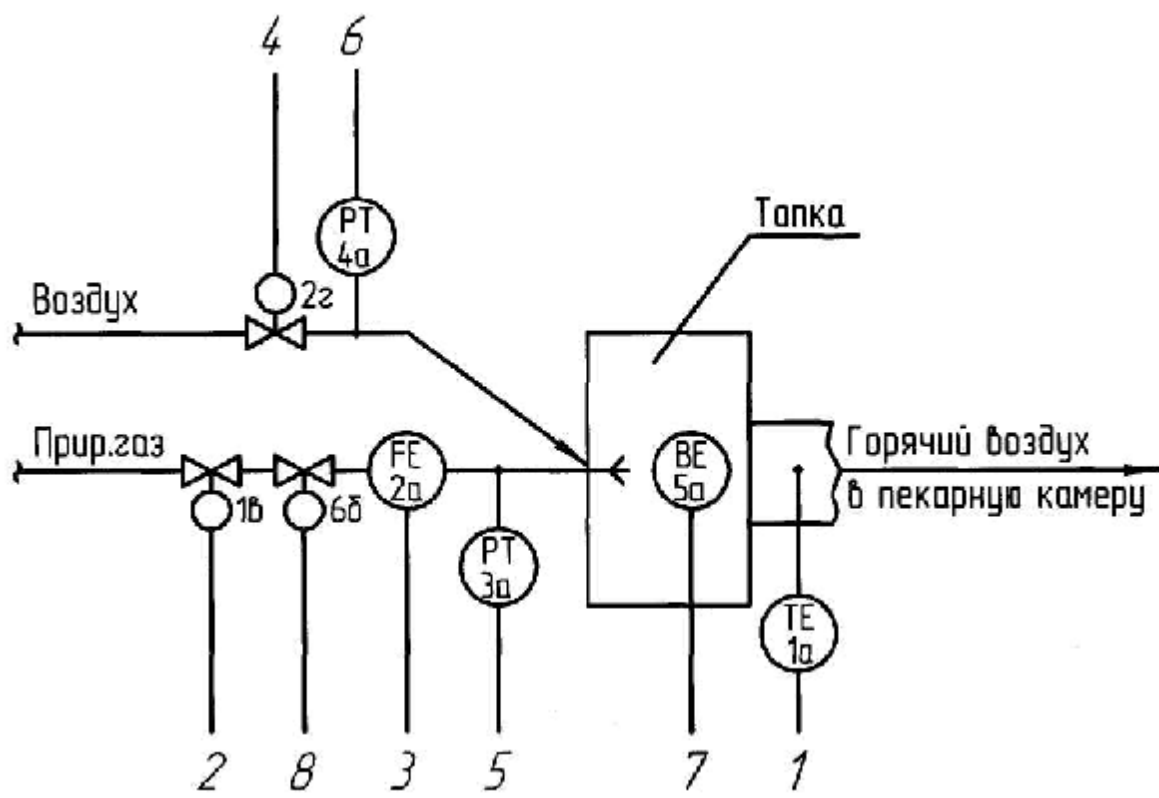 4 6
PT
4а
Топка
Воздух
2г
Прир.газ
FE
2а
BE
5а
Горячий воздух
в пекарную камеру
1в
6б
PT
3а
TE
1а
2 8 3 5 7 1